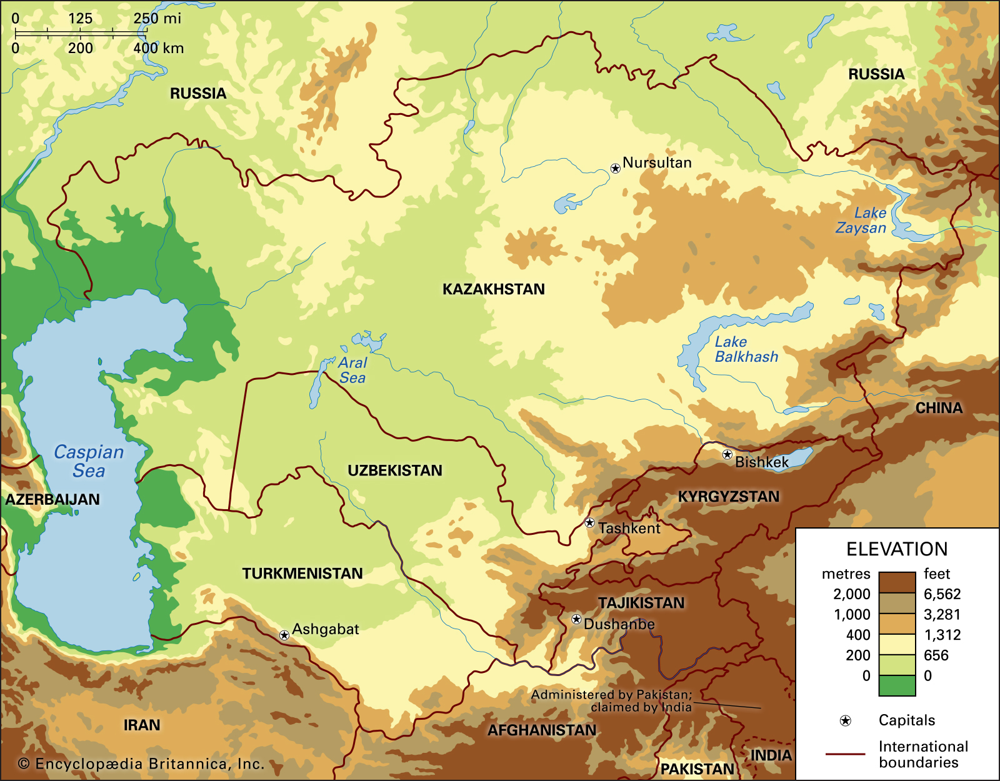 0 125 250 mi
0 200 400 km
RUSSIA
RUSSIA
Nursultan
Lake
Zaysan
KAZAKHSTAN
Lake
Balkhash
Aral
Sea
CHINA
Caspian
Sea
UZBEKISTAN
Bishkek
AZERBAIJAN
KYRGYZSTAN
Tashkent
TURKMENISTAN
TAJIKISTAN
Dushanbe
Ashgabat
Administered by Pakistan;
claimed by India
IRAN
AFGHANISTAN
INDIA
PAKISTAN
© Encyclopædia Britannica, Inc.
ELEVATION
metres feet
2,000 6,562
1,000 3,281
400 1,312
200 656
0 0
Capitals
International
boundaries